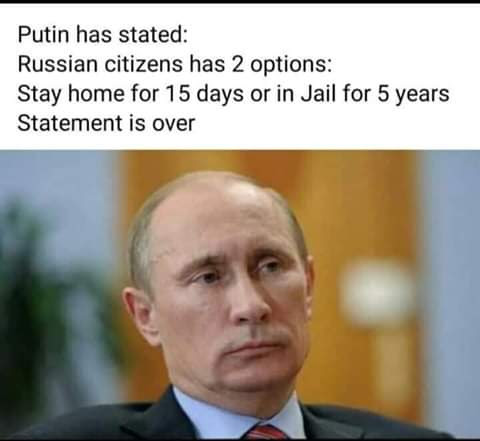 Putin has stated:
Russian citizens has 2 options:
Stay home for 15 days or in Jail for 5 years
Statement is over